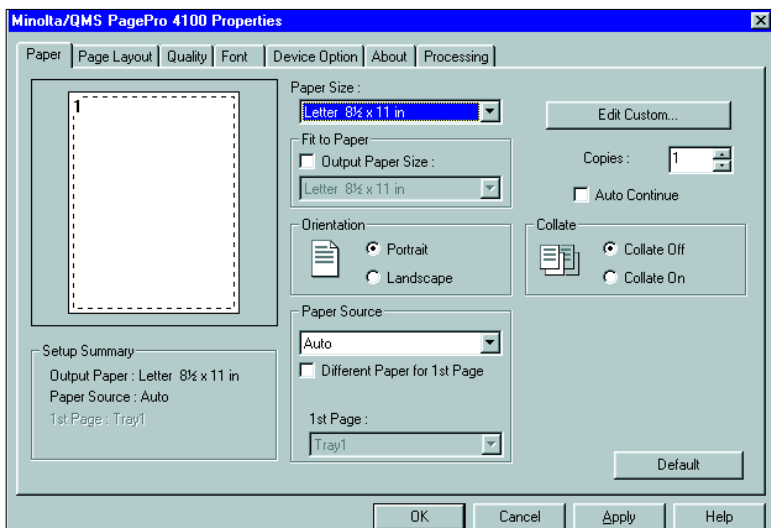 Minolta/QMS PagePro 4100 Properties
Paper
Page Layout
Quality
Font
Device Option
About
Processing
1
Paper Size :
Letter 8½ x 11 in
Fit to Paper
Output Paper Size :
Letter 8½ x 11 in
Orientation
Portrait
Landscape
Paper Source
Auto
Different Paper for 1st Page
1st Page :
Tray1
Edit Custom...
Copies :
1
Auto Continue
Collate
Collate Off
Collate On
Setup Summary
Output Paper : Letter 8½ x 11 in
Paper Source : Auto
1st Page : Tray1
Default
OK
Cancel
Apply
Help